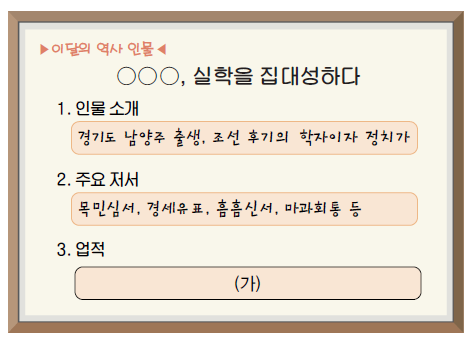 ▶이달의 역사 인물◀
○○○, 실학을 집대성하다
1. 인물 소개
경기도 남양주 출생, 조선 후기의 학자이자 정치가
2. 주요 저서
목민심서, 경세유표, 흠흠신서, 마과회통 등
3. 업적
(가)